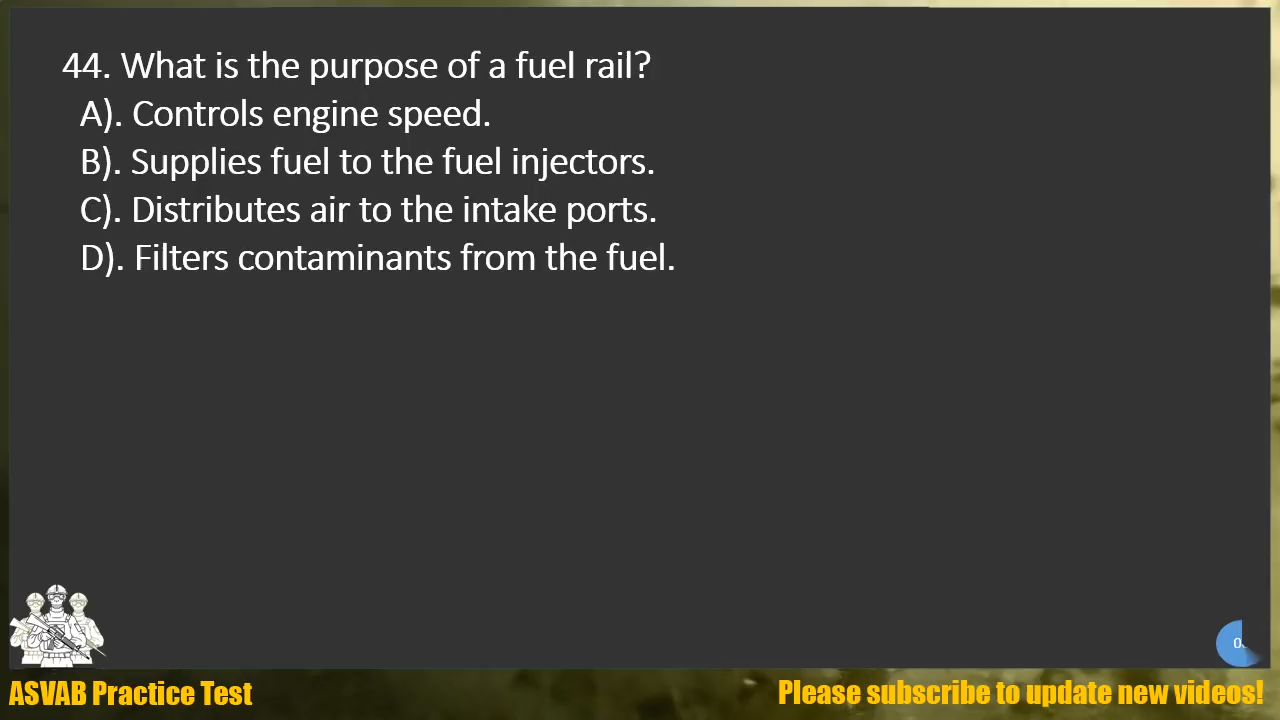 44. What is the purpose of a fuel rail?
A). Controls engine speed.
B). Supplies fuel to the fuel injectors.
C). Distributes air to the intake ports.
D). Filters contaminants from the fuel.
ASVAB Practice Test
Please subscribe to update new videos!